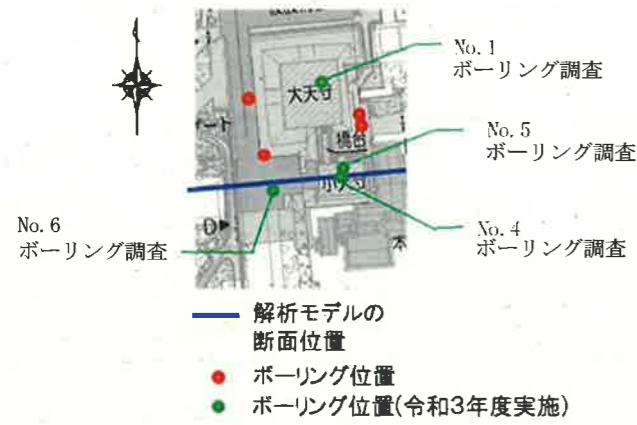 No. 1
ボーリング調査
大天守
ート
橋台
No. 5
ボーリング調査
小天守
No. 6
ボーリング調査
D▶
No. 4
ボーリング調査
本
解析モデルの
断面位置
ボーリング位置
ボーリング位置(令和3年度実施)